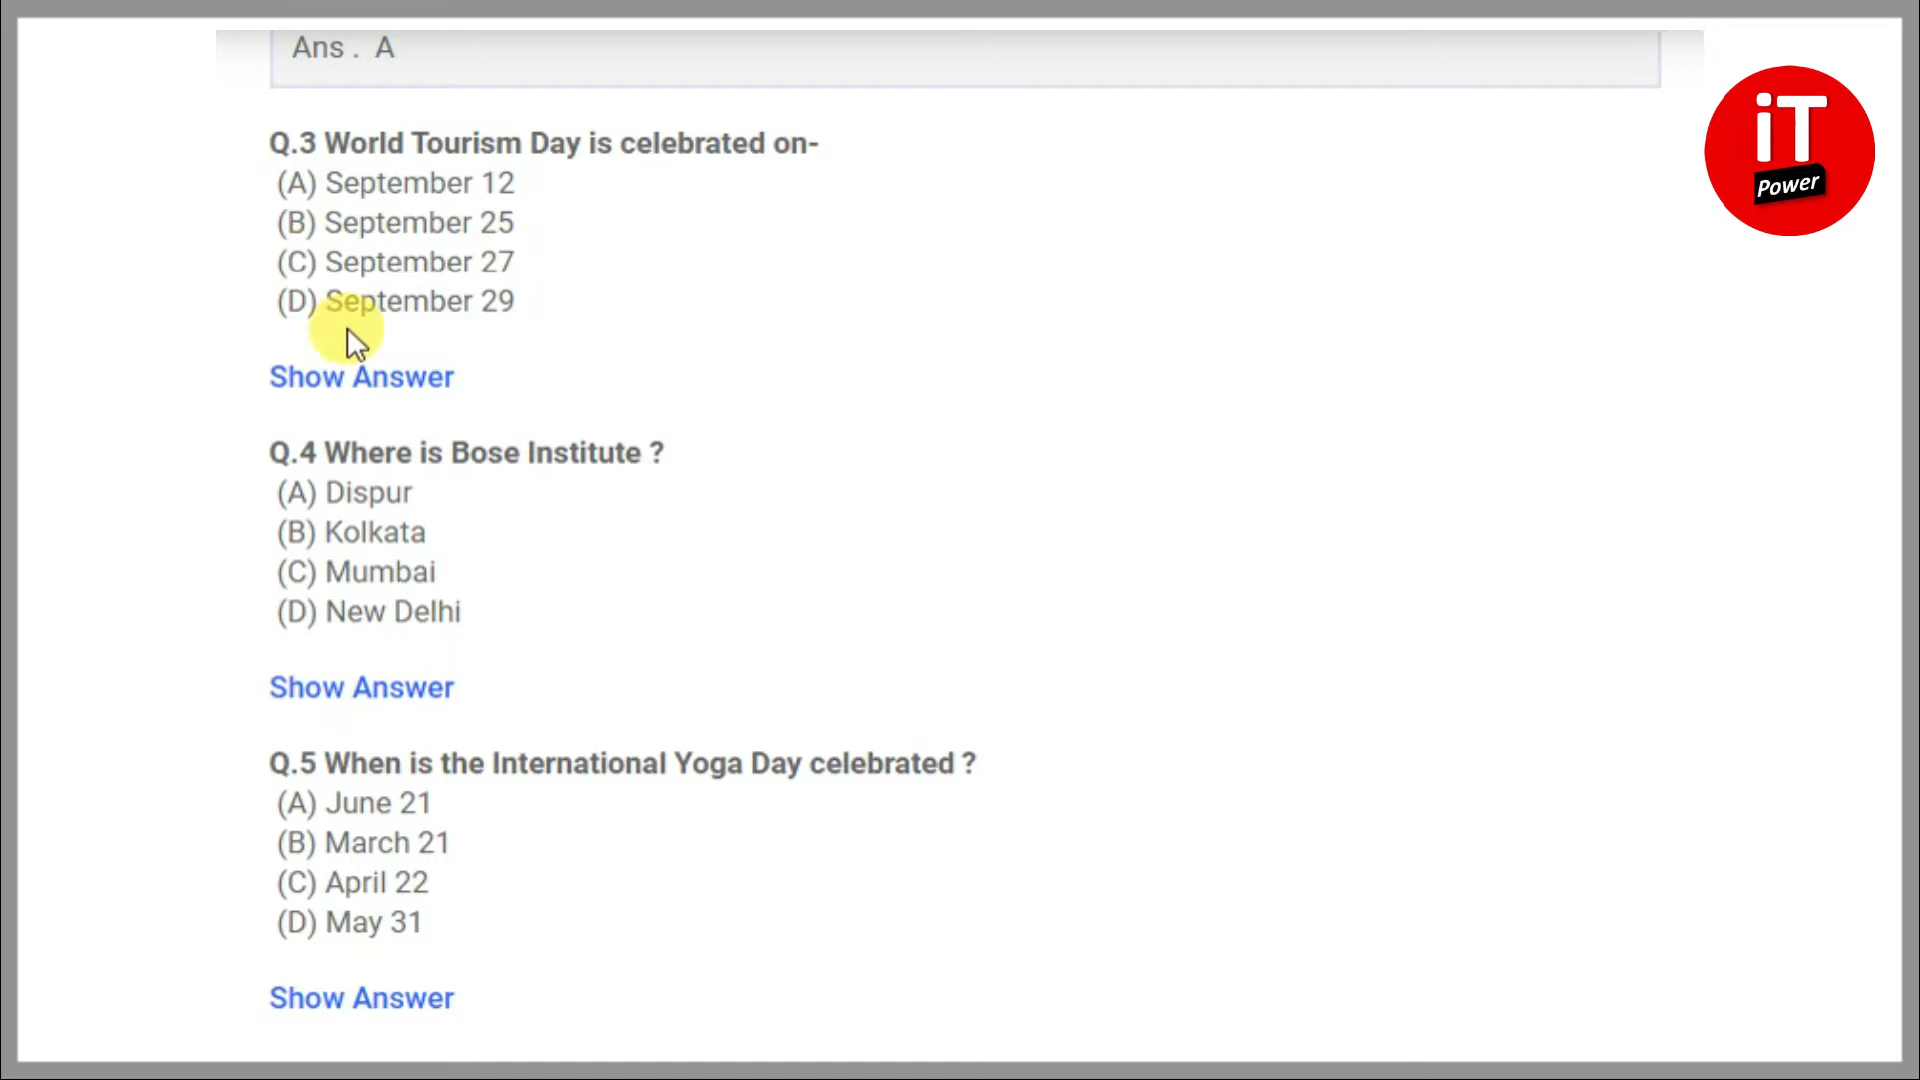 Ans . A
iT
Power
Q.3 World Tourism Day is celebrated on-
(A) September 12
(B) September 25
(C) September 27
(D) September 29
Show Answer
Q.4 Where is Bose Institute ?
(A) Dispur
(B) Kolkata
(C) Mumbai
(D) New Delhi
Show Answer
Q.5 When is the International Yoga Day celebrated ?
(A) June 21
(B) March 21
(C) April 22
(D) May 31
Show Answer